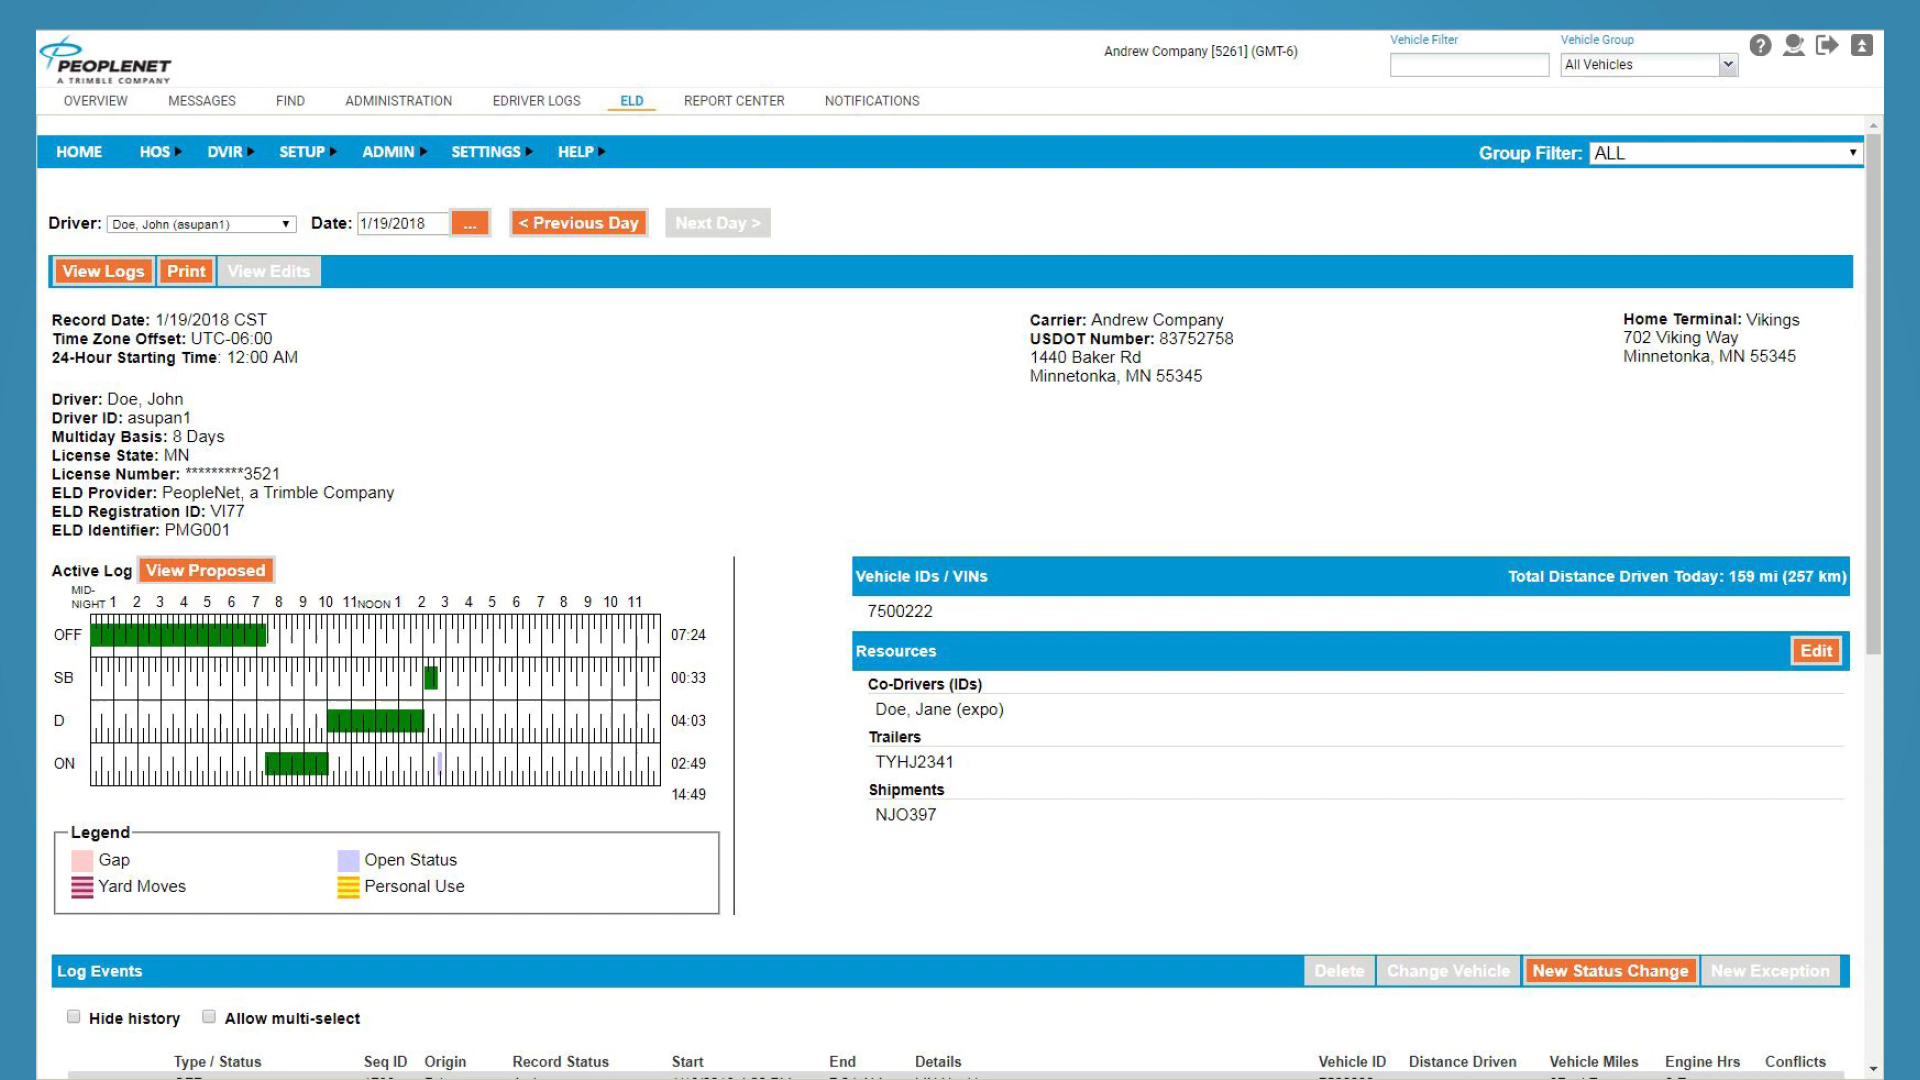 PEOPLENET
A TRIMBLE COMPANY
Andrew Company [5261] (GMT-6)
Vehicle Filter
Vehicle Group
All Vehicles
OVERVIEW MESSAGES FIND ADMINISTRATION EDRIVER LOGS ELD REPORT CENTER NOTIFICATIONS
HOME HOS DVIR SETUP ADMIN SETTINGS HELP Group Filter: ALL
Driver: Doe, John (asupan1) Date: 1/19/2018 ... < Previous Day Next Day >
View Logs Print View Edits
Record Date: 1/19/2018 CST
Time Zone Offset: UTC-06:00
24-Hour Starting Time: 12:00 AM
Carrier: Andrew Company
USDOT Number: 83752758
1440 Baker Rd
Minnetonka, MN 55345
Home Terminal: Vikings
702 Viking Way
Minnetonka, MN 55345
Driver: Doe, John
Driver ID: asupan1
Multiday Basis: 8 Days
License State: MN
License Number: *********3521
ELD Provider: PeopleNet, a Trimble Company
ELD Registration ID: VI77
ELD Identifier: PMG001
Active Log View Proposed
MID-
NIGHT 1 2 3 4 5 6 7 8 9 10 11 NOON 1 2 3 4 5 6 7 8 9 10 11
OFF 07:24
SB 00:33
D 04:03
ON 02:49
14:49
Legend
Gap Open Status
Yard Moves Personal Use
Vehicle IDs / VINs Total Distance Driven Today: 159 mi (257 km)
7500222
Resources Edit
Co-Drivers (IDs)
Doe, Jane (expo)
Trailers
TYHJ2341
Shipments
NJO397
Log Events Delete Change Vehicle New Status Change New Exception
Hide history Allow multi-select
Type / Status Seq ID Origin Record Status Start End Details Vehicle ID Distance Driven Vehicle Miles Engine Hrs Conflicts